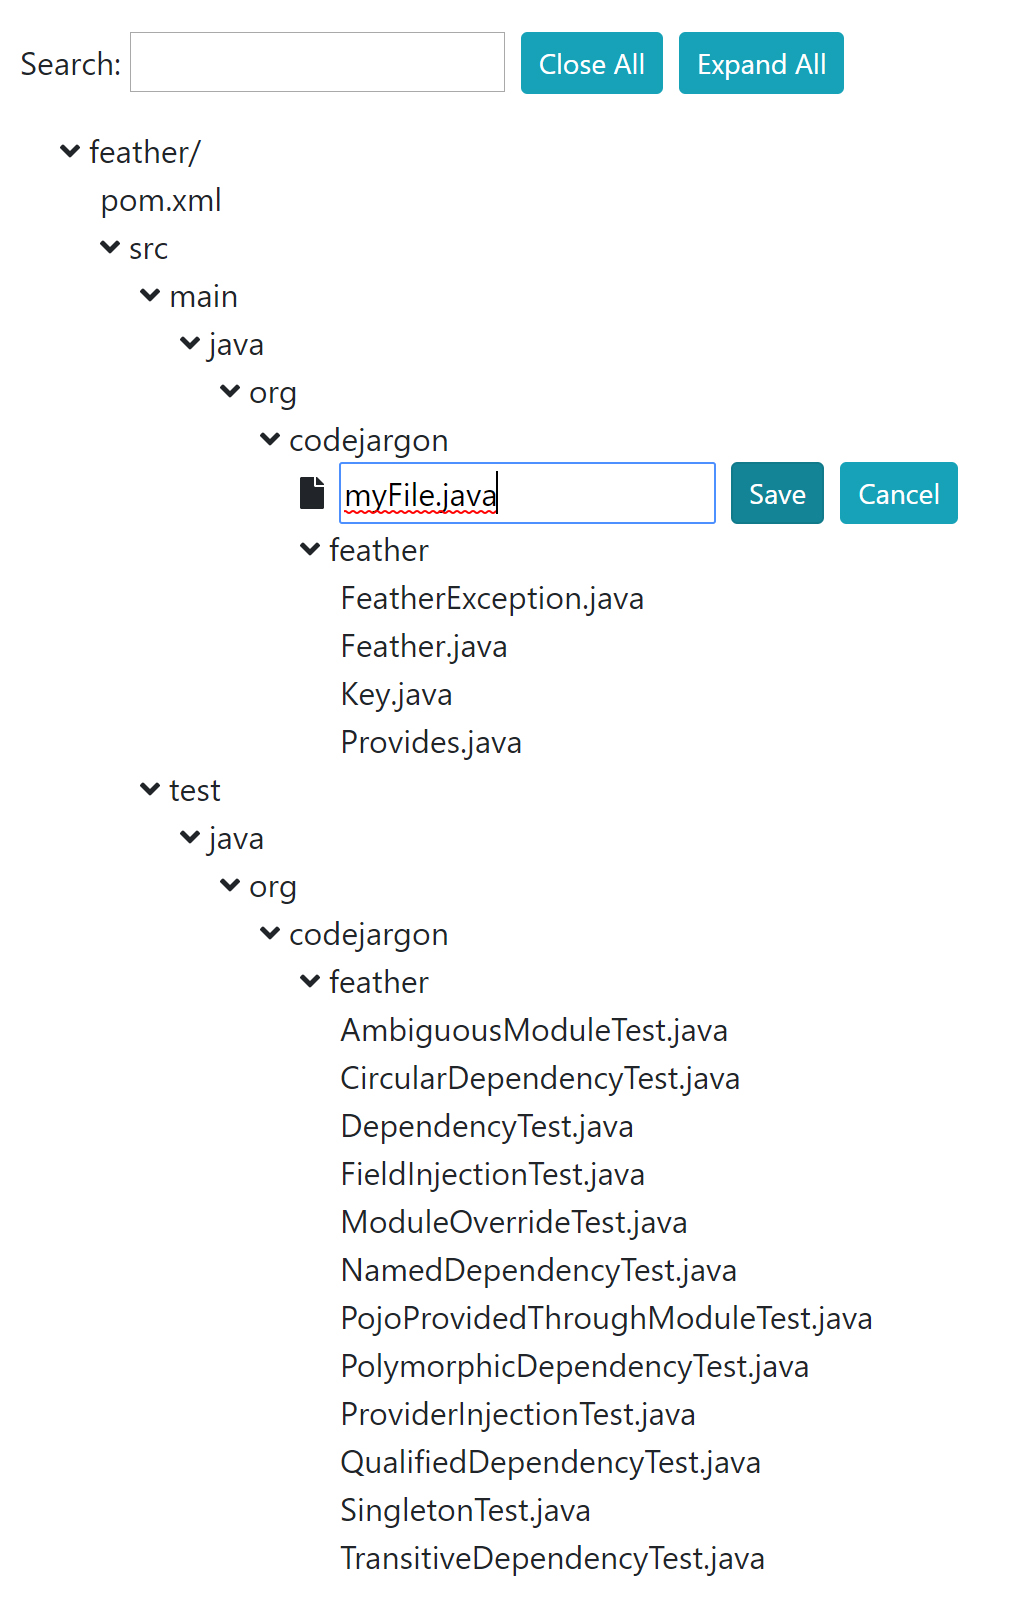 Search: Close All Expand All
feather/
pom.xml
src
main
java
org
codejargon
myFile.java Save Cancel
feather
FeatherException.java
Feather.java
Key.java
Provides.java
test
java
org
codejargon
feather
AmbiguousModuleTest.java
CircularDependencyTest.java
DependencyTest.java
FieldInjectionTest.java
ModuleOverrideTest.java
NamedDependencyTest.java
PojoProvidedThroughModuleTest.java
PolymorphicDependencyTest.java
ProviderInjectionTest.java
QualifiedDependencyTest.java
SingletonTest.java
TransitiveDependencyTest.java